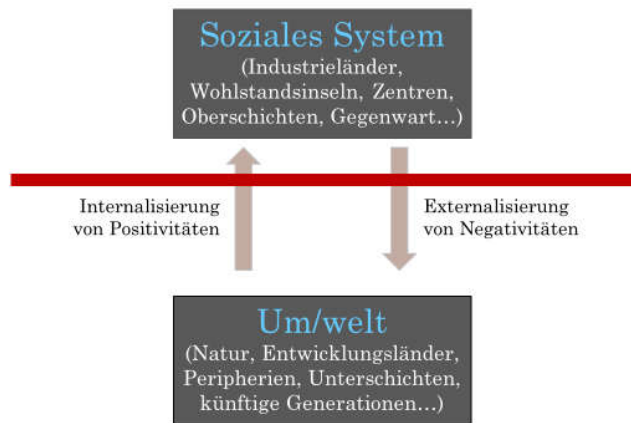 Soziales System
(Industrieländer,
Wohlstandsinseln, Zentren,
Oberschichten, Gegenwart…)
Internalisierung
von Positivitäten
Externalisierung
von Negativitäten
Um/welt
(Natur, Entwicklungsländer,
Peripherien, Unterschichten,
künftige Generationen…)